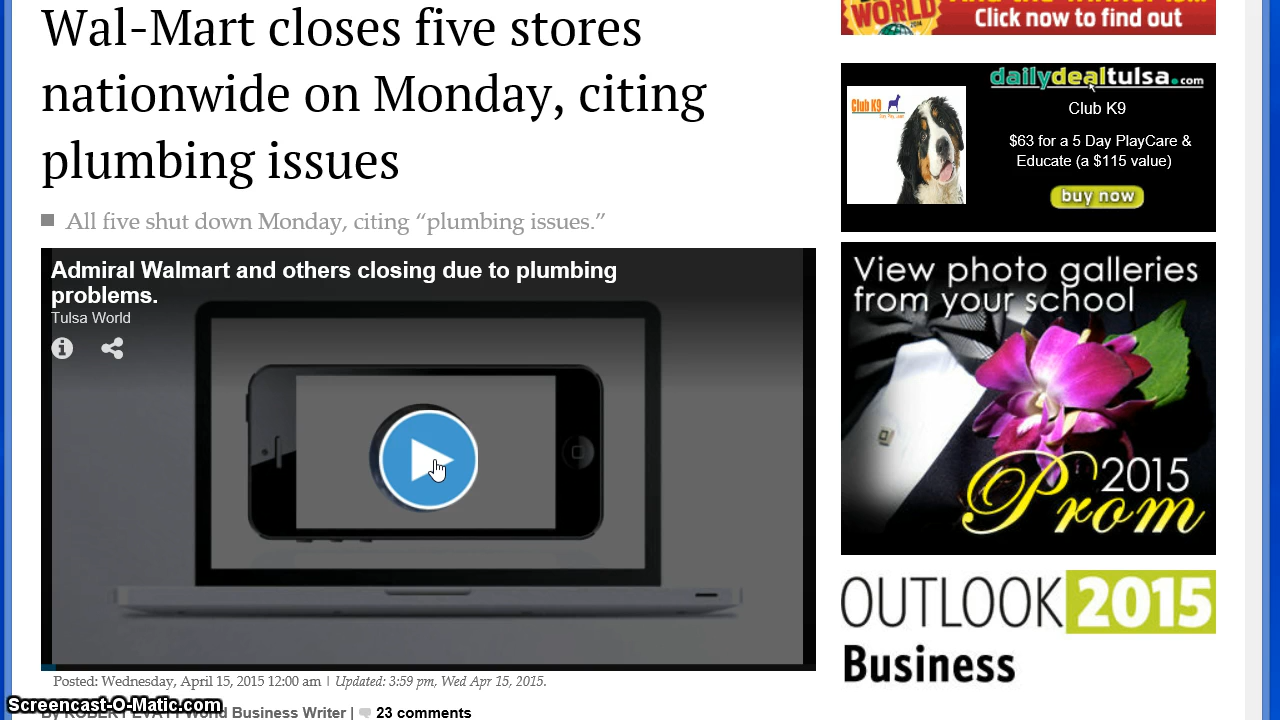 Wal-Mart closes five stores
nationwide on Monday, citing
plumbing issues
All five shut down Monday, citing “plumbing issues.”
Admiral Walmart and others closing due to plumbing
problems.
Tulsa World
Posted: Wednesday, April 15, 2015 12:00 am | Updated: 3:59 pm, Wed Apr 15, 2015.
World Business Writer | 23 comments
Screencast-O-Matic.com
WORLD
Click now to find out
dailydealtulsa.com
Club K9
Club K9
$63 for a 5 Day PlayCare &
Educate (a $115 value)
buy now
View photo galleries
from your school
2015
Prom
OUTLOOK 2015
Business